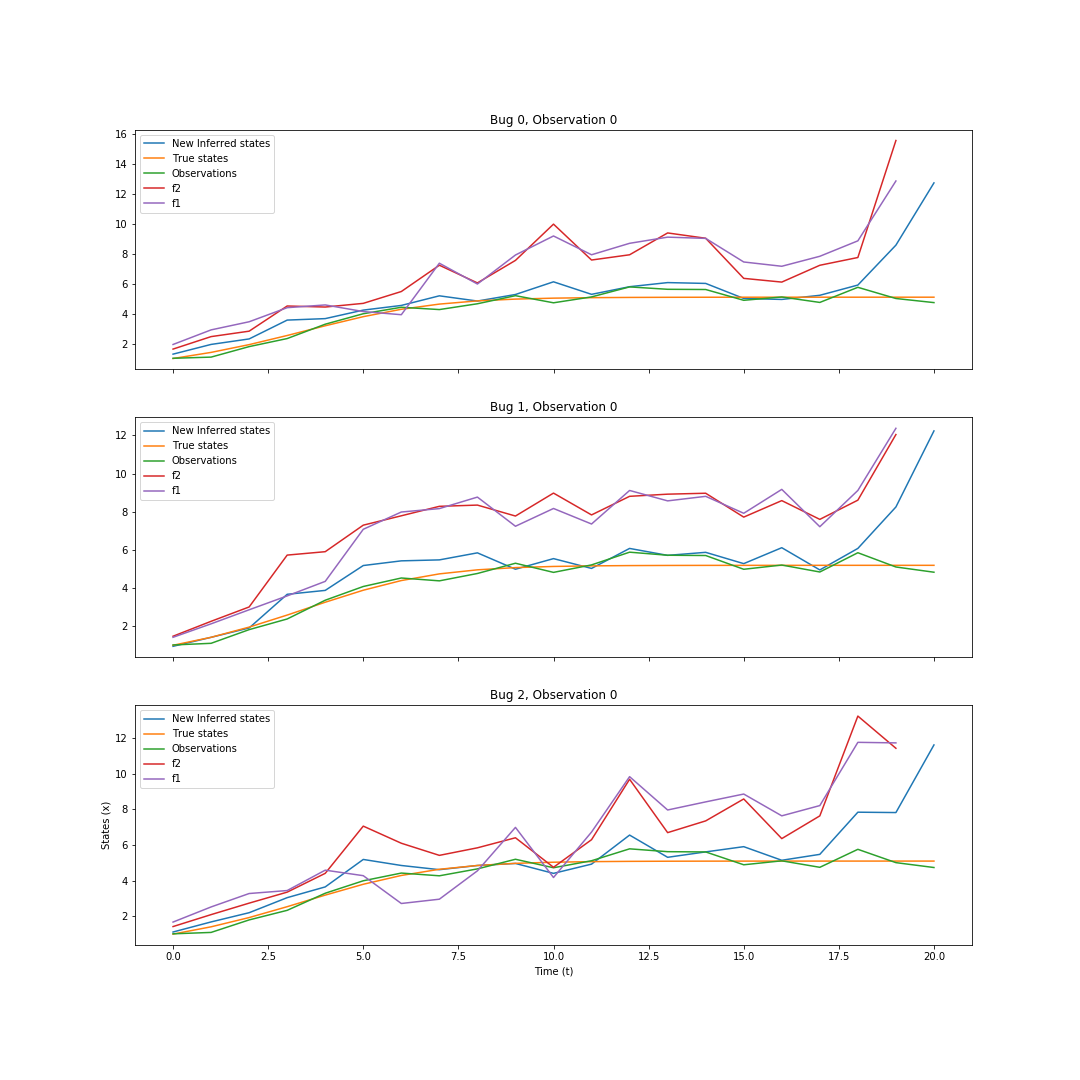 Bug 0, Observation 0
16
14
12
10
8
6
4
2
New Inferred states
True states
Observations
f2
f1
Bug 1, Observation 0
12
10
8
6
4
2
New Inferred states
True states
Observations
f2
f1
Bug 2, Observation 0
12
10
8
6
4
2
New Inferred states
True states
Observations
f2
f1
States (x)
0.0 2.5 5.0 7.5 10.0 12.5 15.0 17.5 20.0
Time (t)